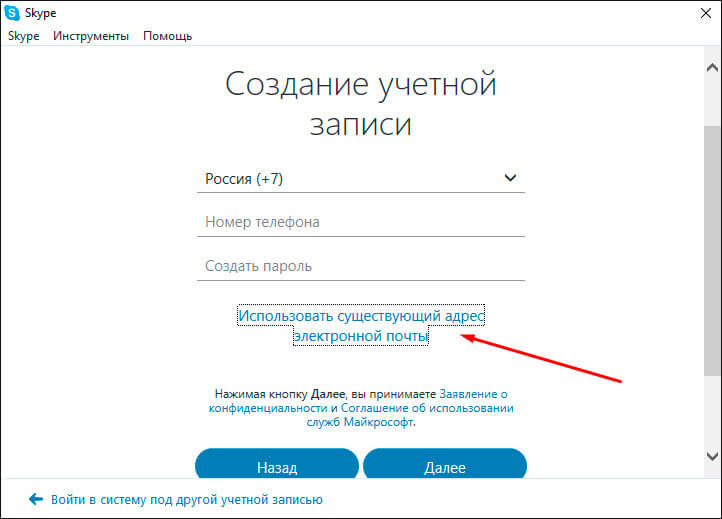 Skype
Skype Инструменты Помощь
Создание учетной
записи
Россия (+7)
Номер телефона
Создать пароль
Использовать существующий адрес
электронной почты
Нажимая кнопку Далее, вы принимаете Заявление о
конфиденциальности и Соглашение об использовании
служб Майкрософт.
Назад Далее
Войти в систему под другой учетной записью